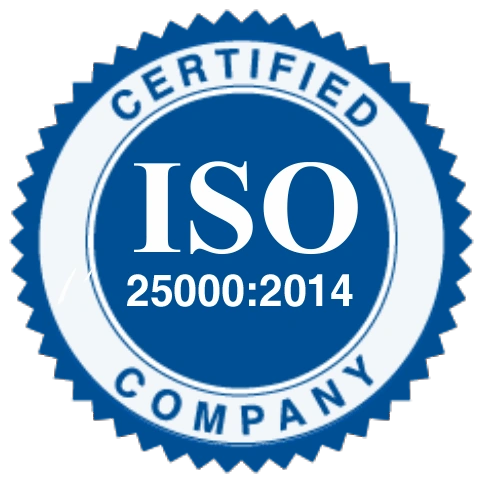 CERTIFIED
ISO
25000:2014
COMPANY